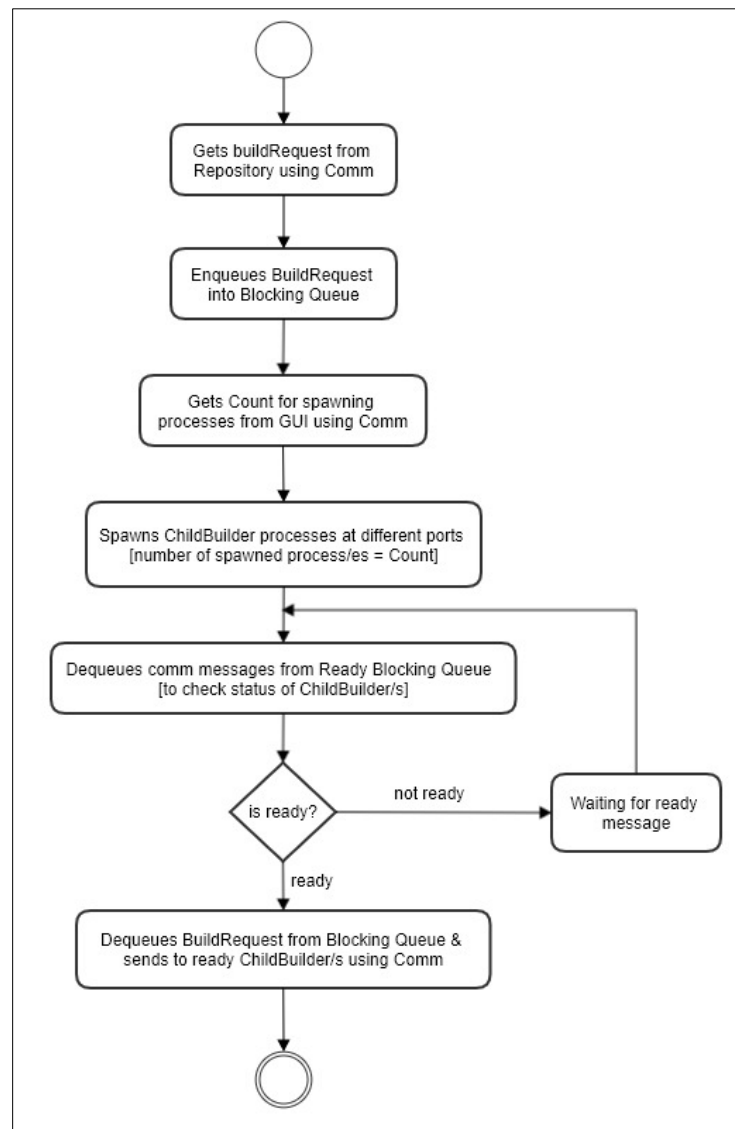 Gets buildRequest from
Repository using Comm
Enqueues BuildRequest
into Blocking Queue
Gets Count for spawning
processes from GUI using Comm
Spawns ChildBuilder processes at different ports
[number of spawned process/es = Count]
Dequeues comm messages from Ready Blocking Queue
[to check status of ChildBuilder/s]
is ready?
not ready
Waiting for ready
message
ready
Dequeues BuildRequest from Blocking Queue &
sends to ready ChildBuilder/s using Comm